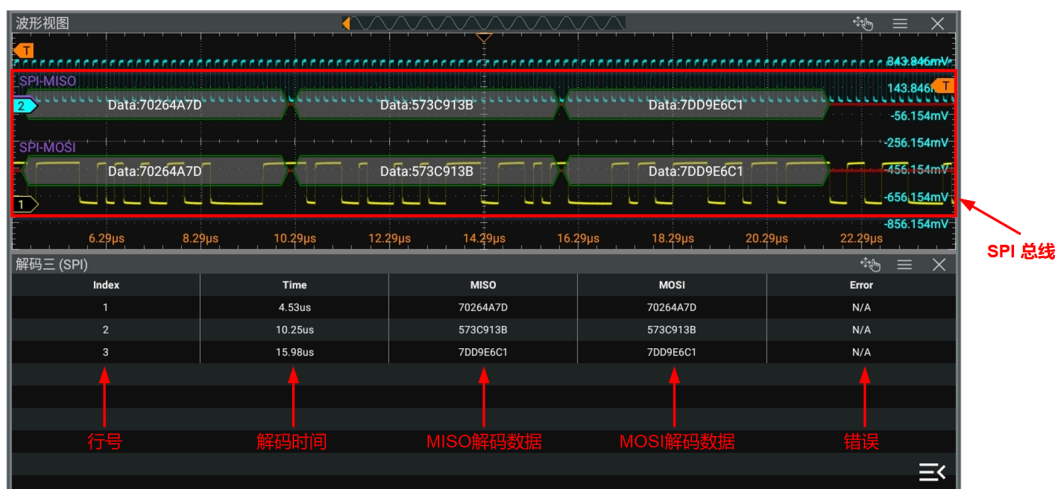 波形视图
T
843.846mV
SPI-MISO
T
143.846
2
Data:70264A7D Data:573C913B Data:7DD9E6C1
-56.154mV
SPI-MOSI
-256.154mV
Data:70264A7D Data:573C913B Data:7DD9E6C1
-456.154mV
1
-656.154mV
-856.154mV
6.29μs 8.29μs 10.29μs 12.29μs 14.29μs 16.29μs 18.29μs 20.29μs 22.29μs
SPI 总线
解码三 (SPI)
Index Time MISO MOSI Error
1 4.53us 70264A7D 70264A7D N/A
2 10.25us 573C913B 573C913B N/A
3 15.98us 7DD9E6C1 7DD9E6C1 N/A
行号 解码时间 MISO解码数据 MOSI解码数据 错误